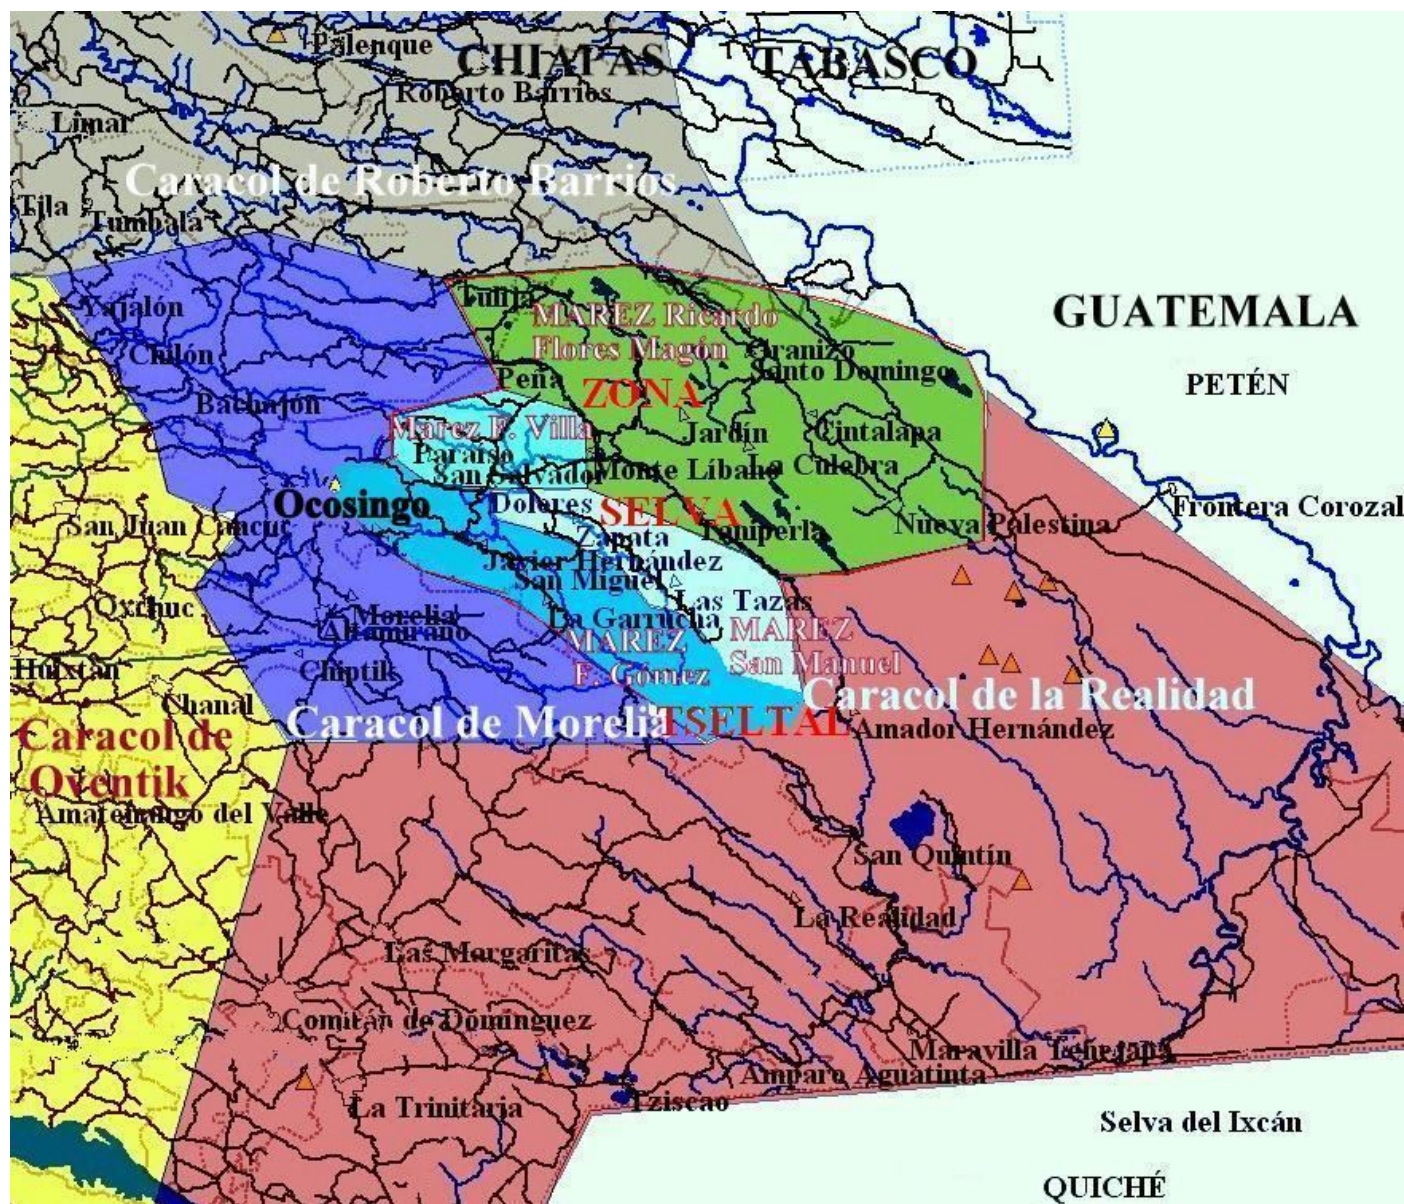 Palenque
CHIAPAS
TABASCO
Roberto Barrios
Limar
Caracol de Roberto Barrios
Tila
Tumbalá
Yajalón
Tulijá
MAREZ Ricardo
Flores Magón
GUATEMALA
Chilón
Granizo
Santo Domingo
Peña
ZONA
PETÉN
Bachajón
Marez F. Villa
Jardín
Cintalapa
Paraíso
San Salvador
Monte Líbano
La Culebra
Ocosingo
Dolores
SELVA
Taniperla
Nueva Palestina
Frontera Corozal
San Juan Cancuc
Zapata
Javier Hernández
San Miguel
Oxchuc
Morelia
Altamirano
La Garrucha
Las Tazas
MAREZ
F. Gómez
MAREZ
San Manuel
Huixtán
Chiptik
Chanal
Caracol de la Realidad
Caracol de Morelia
TSELTAL
Amador Hernández
Caracol de
Oventik
Amatenango del Valle
San Quintín
La Realidad
Las Margaritas
Comitán de Domínguez
Maravilla Tenejapa
Amparo Aguatinta
La Trinitaria
Tziscao
Selva del Ixcán
QUICHÉ